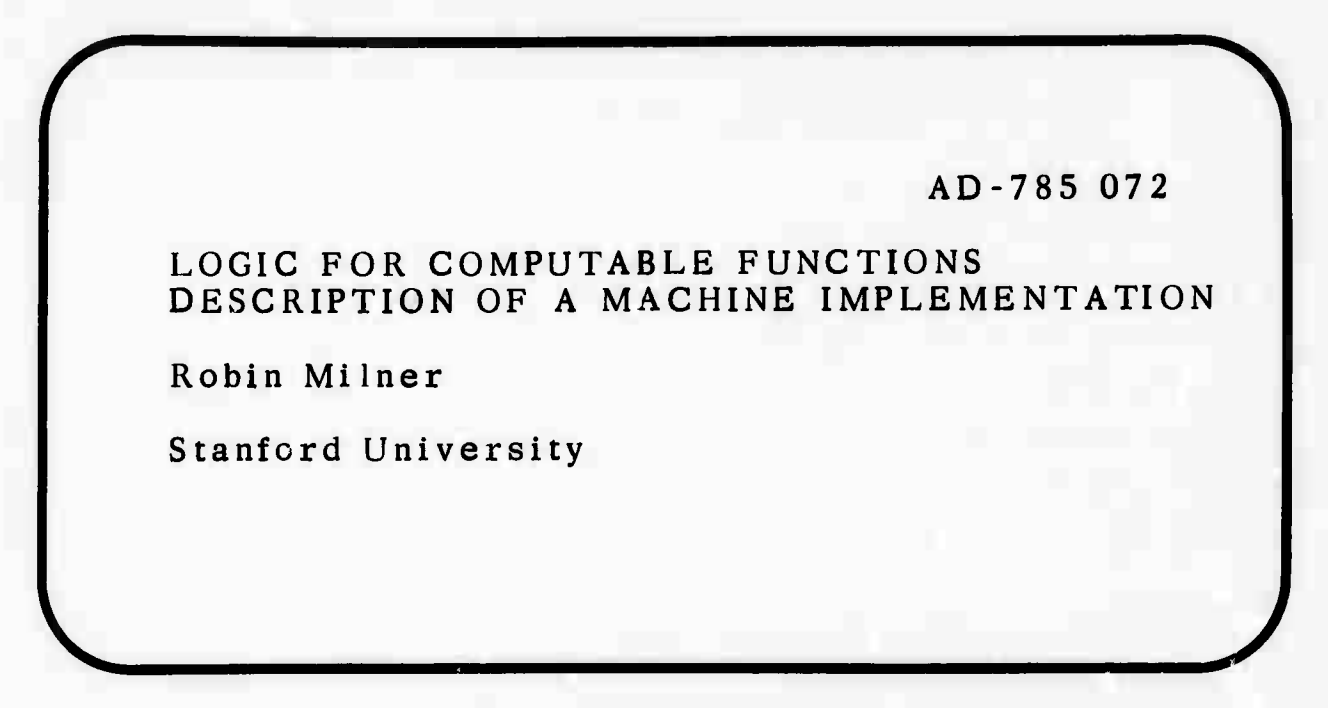 AD-785 072
LOGIC FOR COMPUTABLE FUNCTIONS
DESCRIPTION OF A MACHINE IMPLEMENTATION
Robin Milner
Stanford University